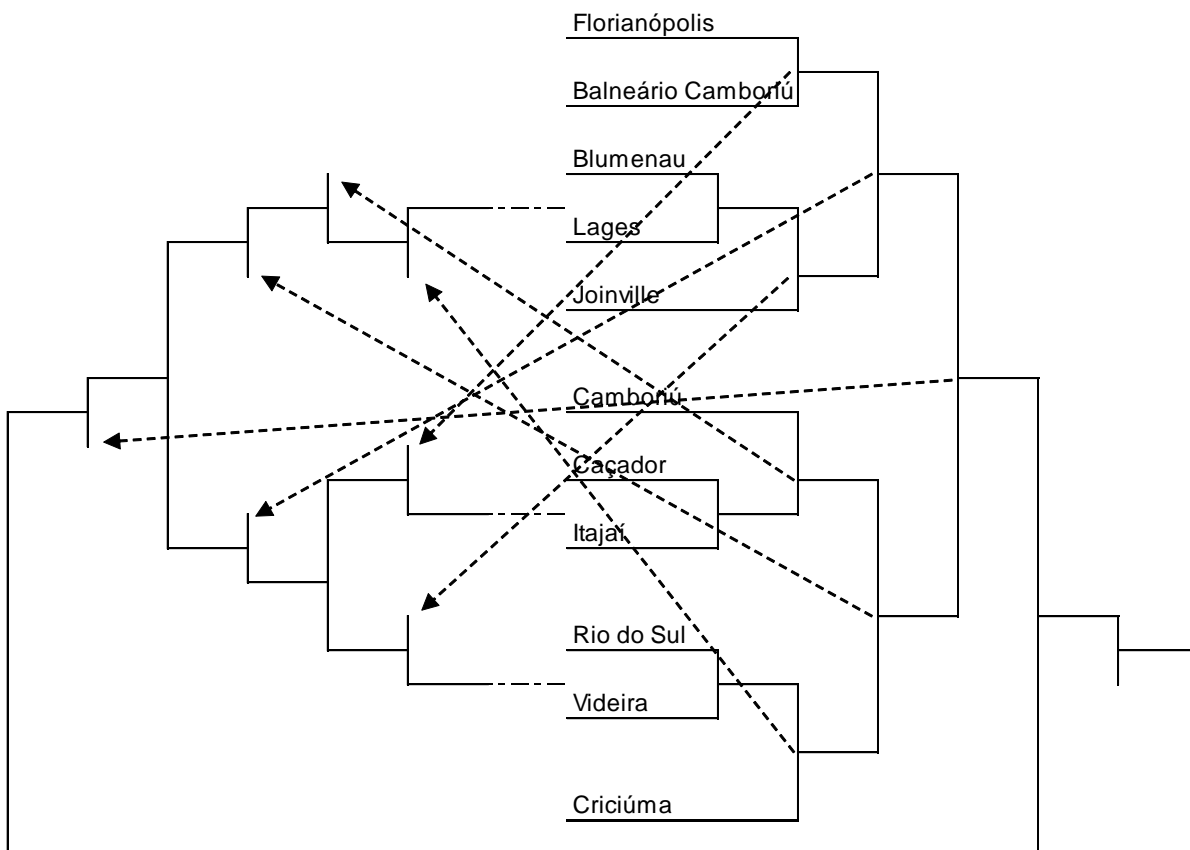 Florianópolis
Balneário Camboriú
Blumenau
Lages
Joinville
Camboriú
Caçador
Itajaí
Rio do Sul
Videira
Criciúma